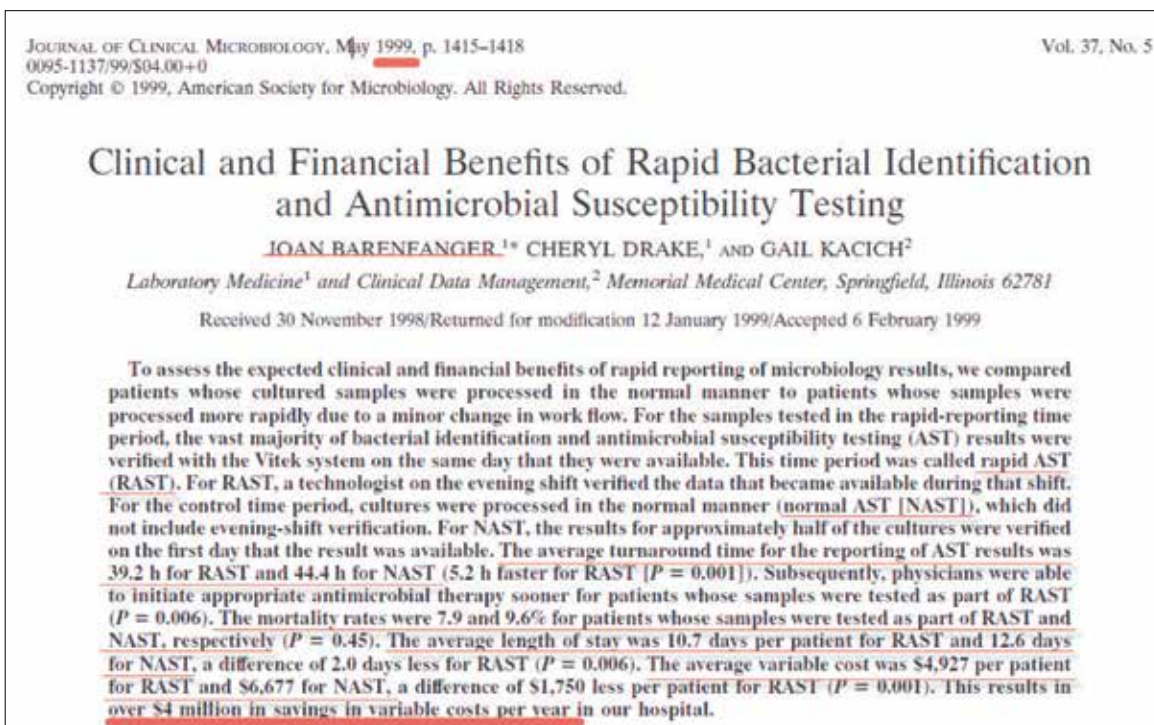 JOURNAL OF CLINICAL MICROBIOLOGY, May 1999, p. 1415–1418 Vol. 37, No. 5
0095-1137/99/$04.00+0
Copyright © 1999, American Society for Microbiology. All Rights Reserved.
Clinical and Financial Benefits of Rapid Bacterial Identification
and Antimicrobial Susceptibility Testing
JOAN BARENFANGER,¹* CHERYL DRAKE,¹ AND GAIL KACICH²
Laboratory Medicine¹ and Clinical Data Management,² Memorial Medical Center, Springfield, Illinois 62781
Received 30 November 1998/Returned for modification 12 January 1999/Accepted 6 February 1999
To assess the expected clinical and financial benefits of rapid reporting of microbiology results, we compared
patients whose cultured samples were processed in the normal manner to patients whose samples were
processed more rapidly due to a minor change in work flow. For the samples tested in the rapid-reporting time
period, the vast majority of bacterial identification and antimicrobial susceptibility testing (AST) results were
verified with the Vitek system on the same day that they were available. This time period was called rapid AST
(RAST). For RAST, a technologist on the evening shift verified the data that became available during that shift.
For the control time period, cultures were processed in the normal manner (normal AST [NAST]), which did
not include evening-shift verification. For NAST, the results for approximately half of the cultures were verified
on the first day that the result was available. The average turnaround time for the reporting of AST results was
39.2 h for RAST and 44.4 h for NAST (5.2 h faster for RAST [P = 0.001]). Subsequently, physicians were able
to initiate appropriate antimicrobial therapy sooner for patients whose samples were tested as part of RAST
(P = 0.006). The mortality rates were 7.9 and 9.6% for patients whose samples were tested as part of RAST and
NAST, respectively (P = 0.45). The average length of stay was 10.7 days per patient for RAST and 12.6 days
for NAST, a difference of 2.0 days less for RAST (P = 0.006). The average variable cost was $4,927 per patient
for RAST and $6,677 for NAST, a difference of $1,750 less per patient for RAST (P = 0.001). This results in
over $4 million in savings in variable costs per year in our hospital.